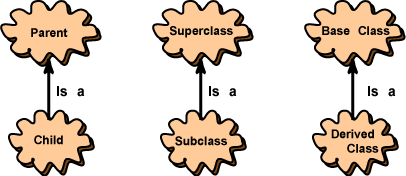 Parent Superclass Base Class
Is a Is a Is a
Child Subclass Derived
Class